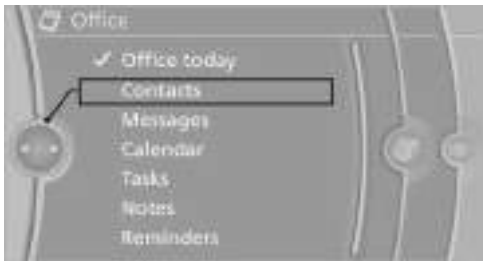 Office
Office today
Contacts
Messages
Calendar
Tasks
Notes
Reminders